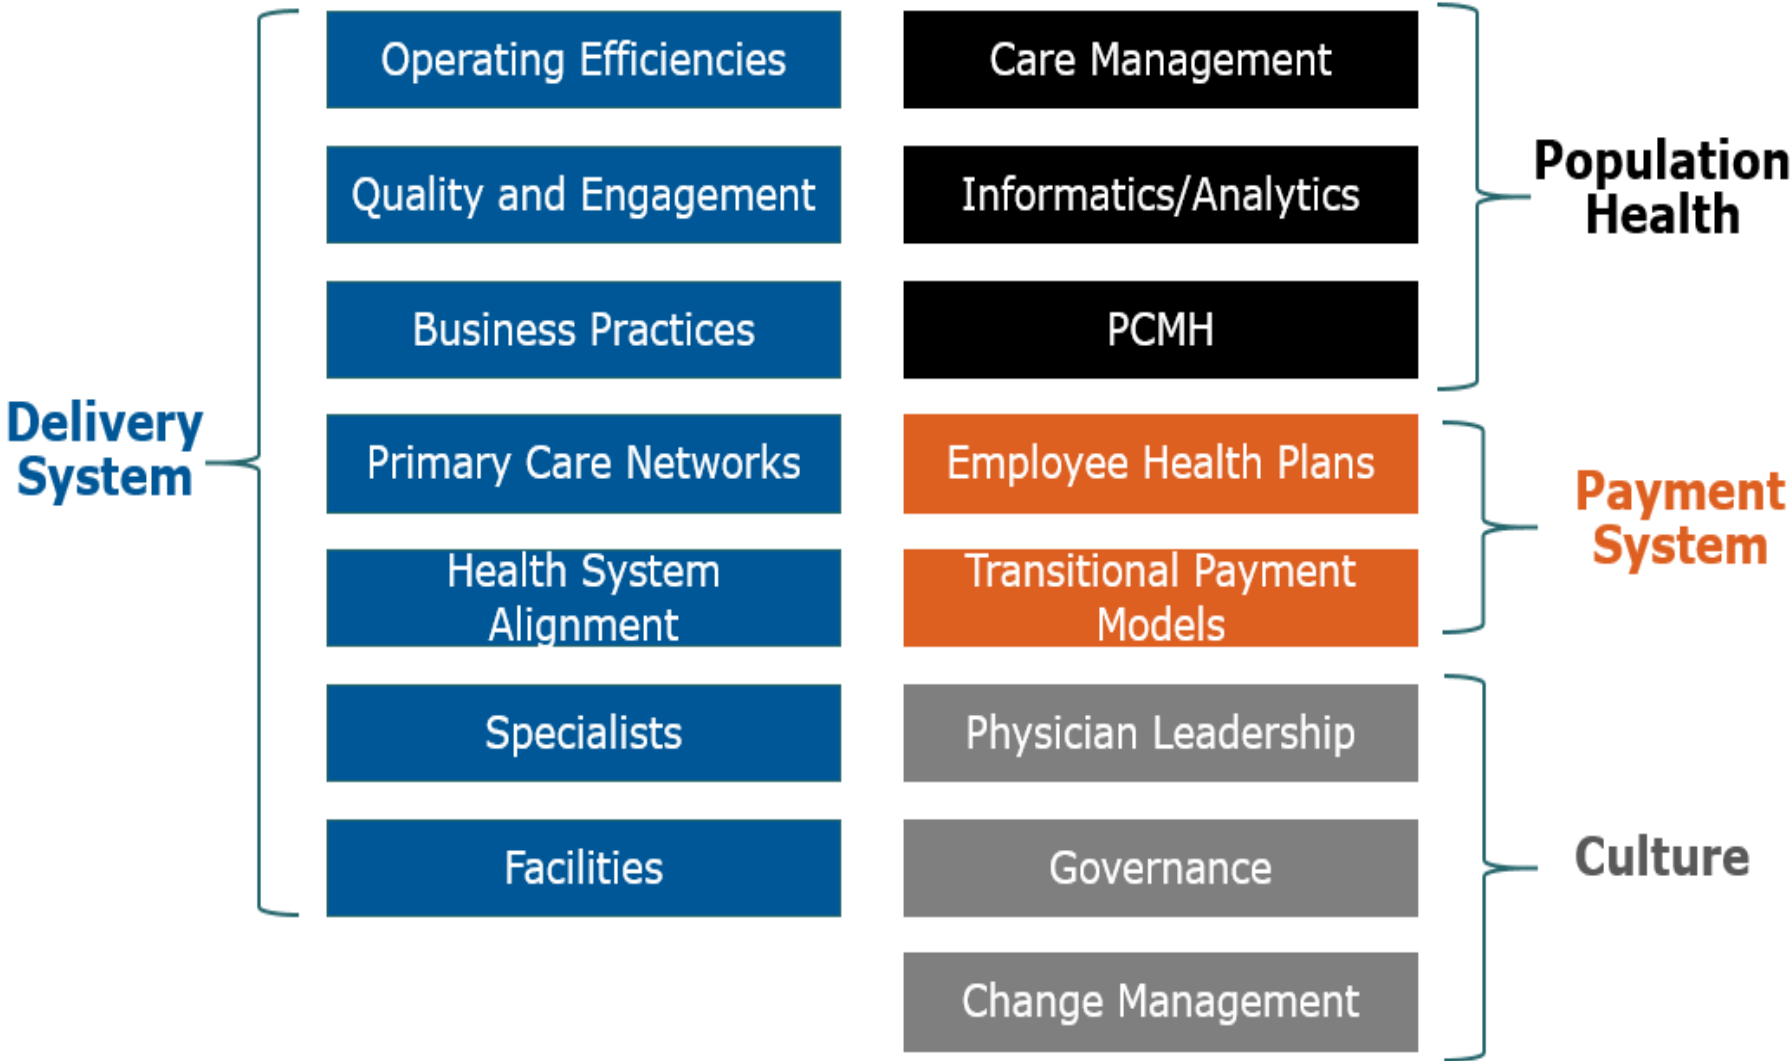 Delivery
System
Operating Efficiencies
Quality and Engagement
Business Practices
Primary Care Networks
Health System
Alignment
Specialists
Facilities
Care Management
Informatics/Analytics
PCMH
Employee Health Plans
Transitional Payment
Models
Physician Leadership
Governance
Change Management
Population
Health
Payment
System
Culture